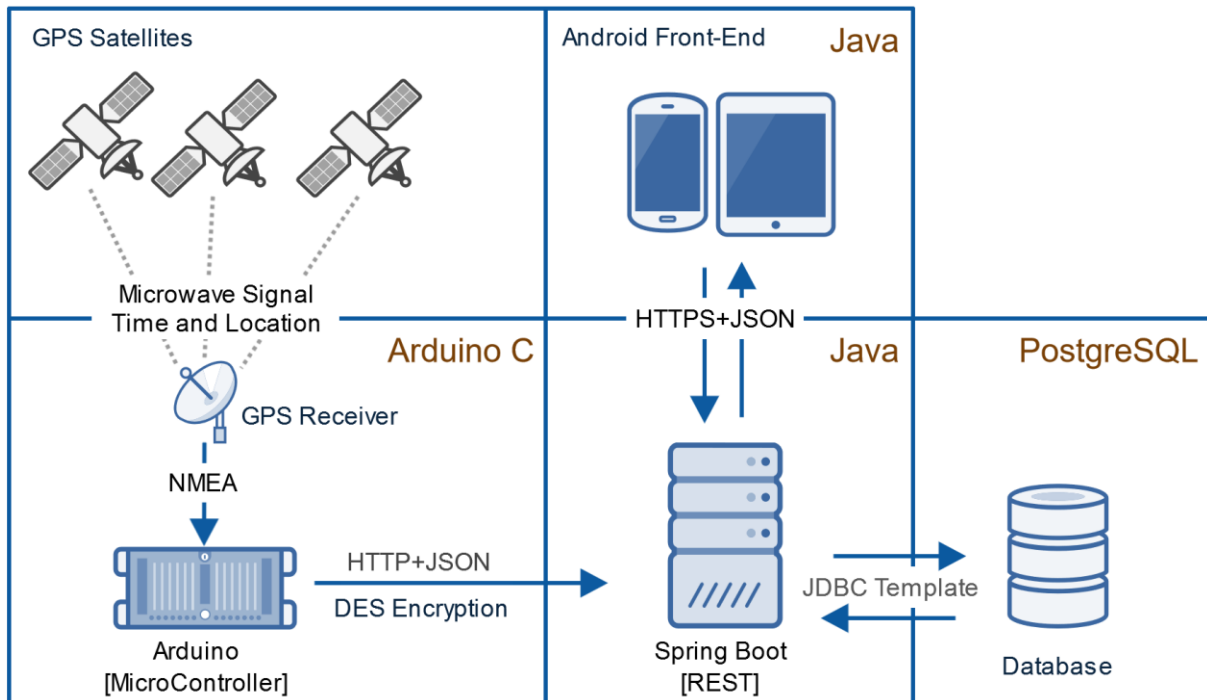 GPS Satellites
Android Front-End
Java
Microwave Signal
Time and Location
HTTPS+JSON
Arduino C
Java
PostgreSQL
GPS Receiver
NMEA
HTTP+JSON
DES Encryption
JDBC Template
Arduino
[MicroController]
Spring Boot
[REST]
Database